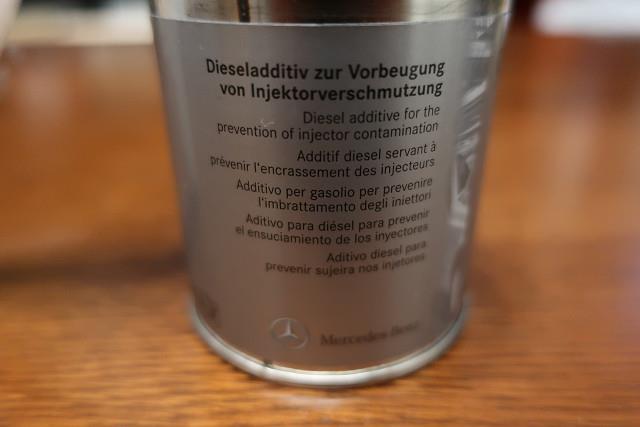 Dieseladditiv zur Vorbeugung
von Injektorverschmutzung
Diesel additive for the
prevention of injector contamination
Additif diesel servant à
prévenir l'encrassement des injecteurs
Additivo per gasolio per prevenire
l'imbrattamento degli iniettori
Aditivo para diésel para prevenir
el ensuciamiento de los inyectores
Aditivo diesel para
prevenir sujeira nos injetores
Mercedes-Benz